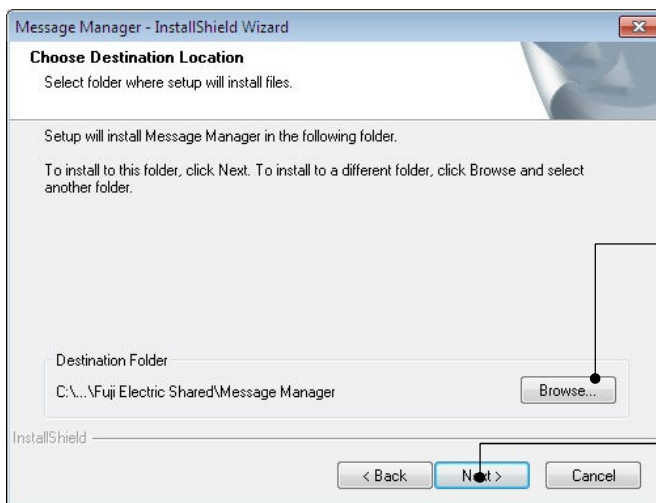 Message Manager - InstallShield Wizard
Choose Destination Location
Select folder where setup will install files.
Setup will install Message Manager in the following folder.
To install to this folder, click Next. To install to a different folder, click Browse and select
another folder.
Destination Folder
C:\...\Fuji Electric Shared\Message Manager
Browse...
InstallShield
< Back
Next >
Cancel